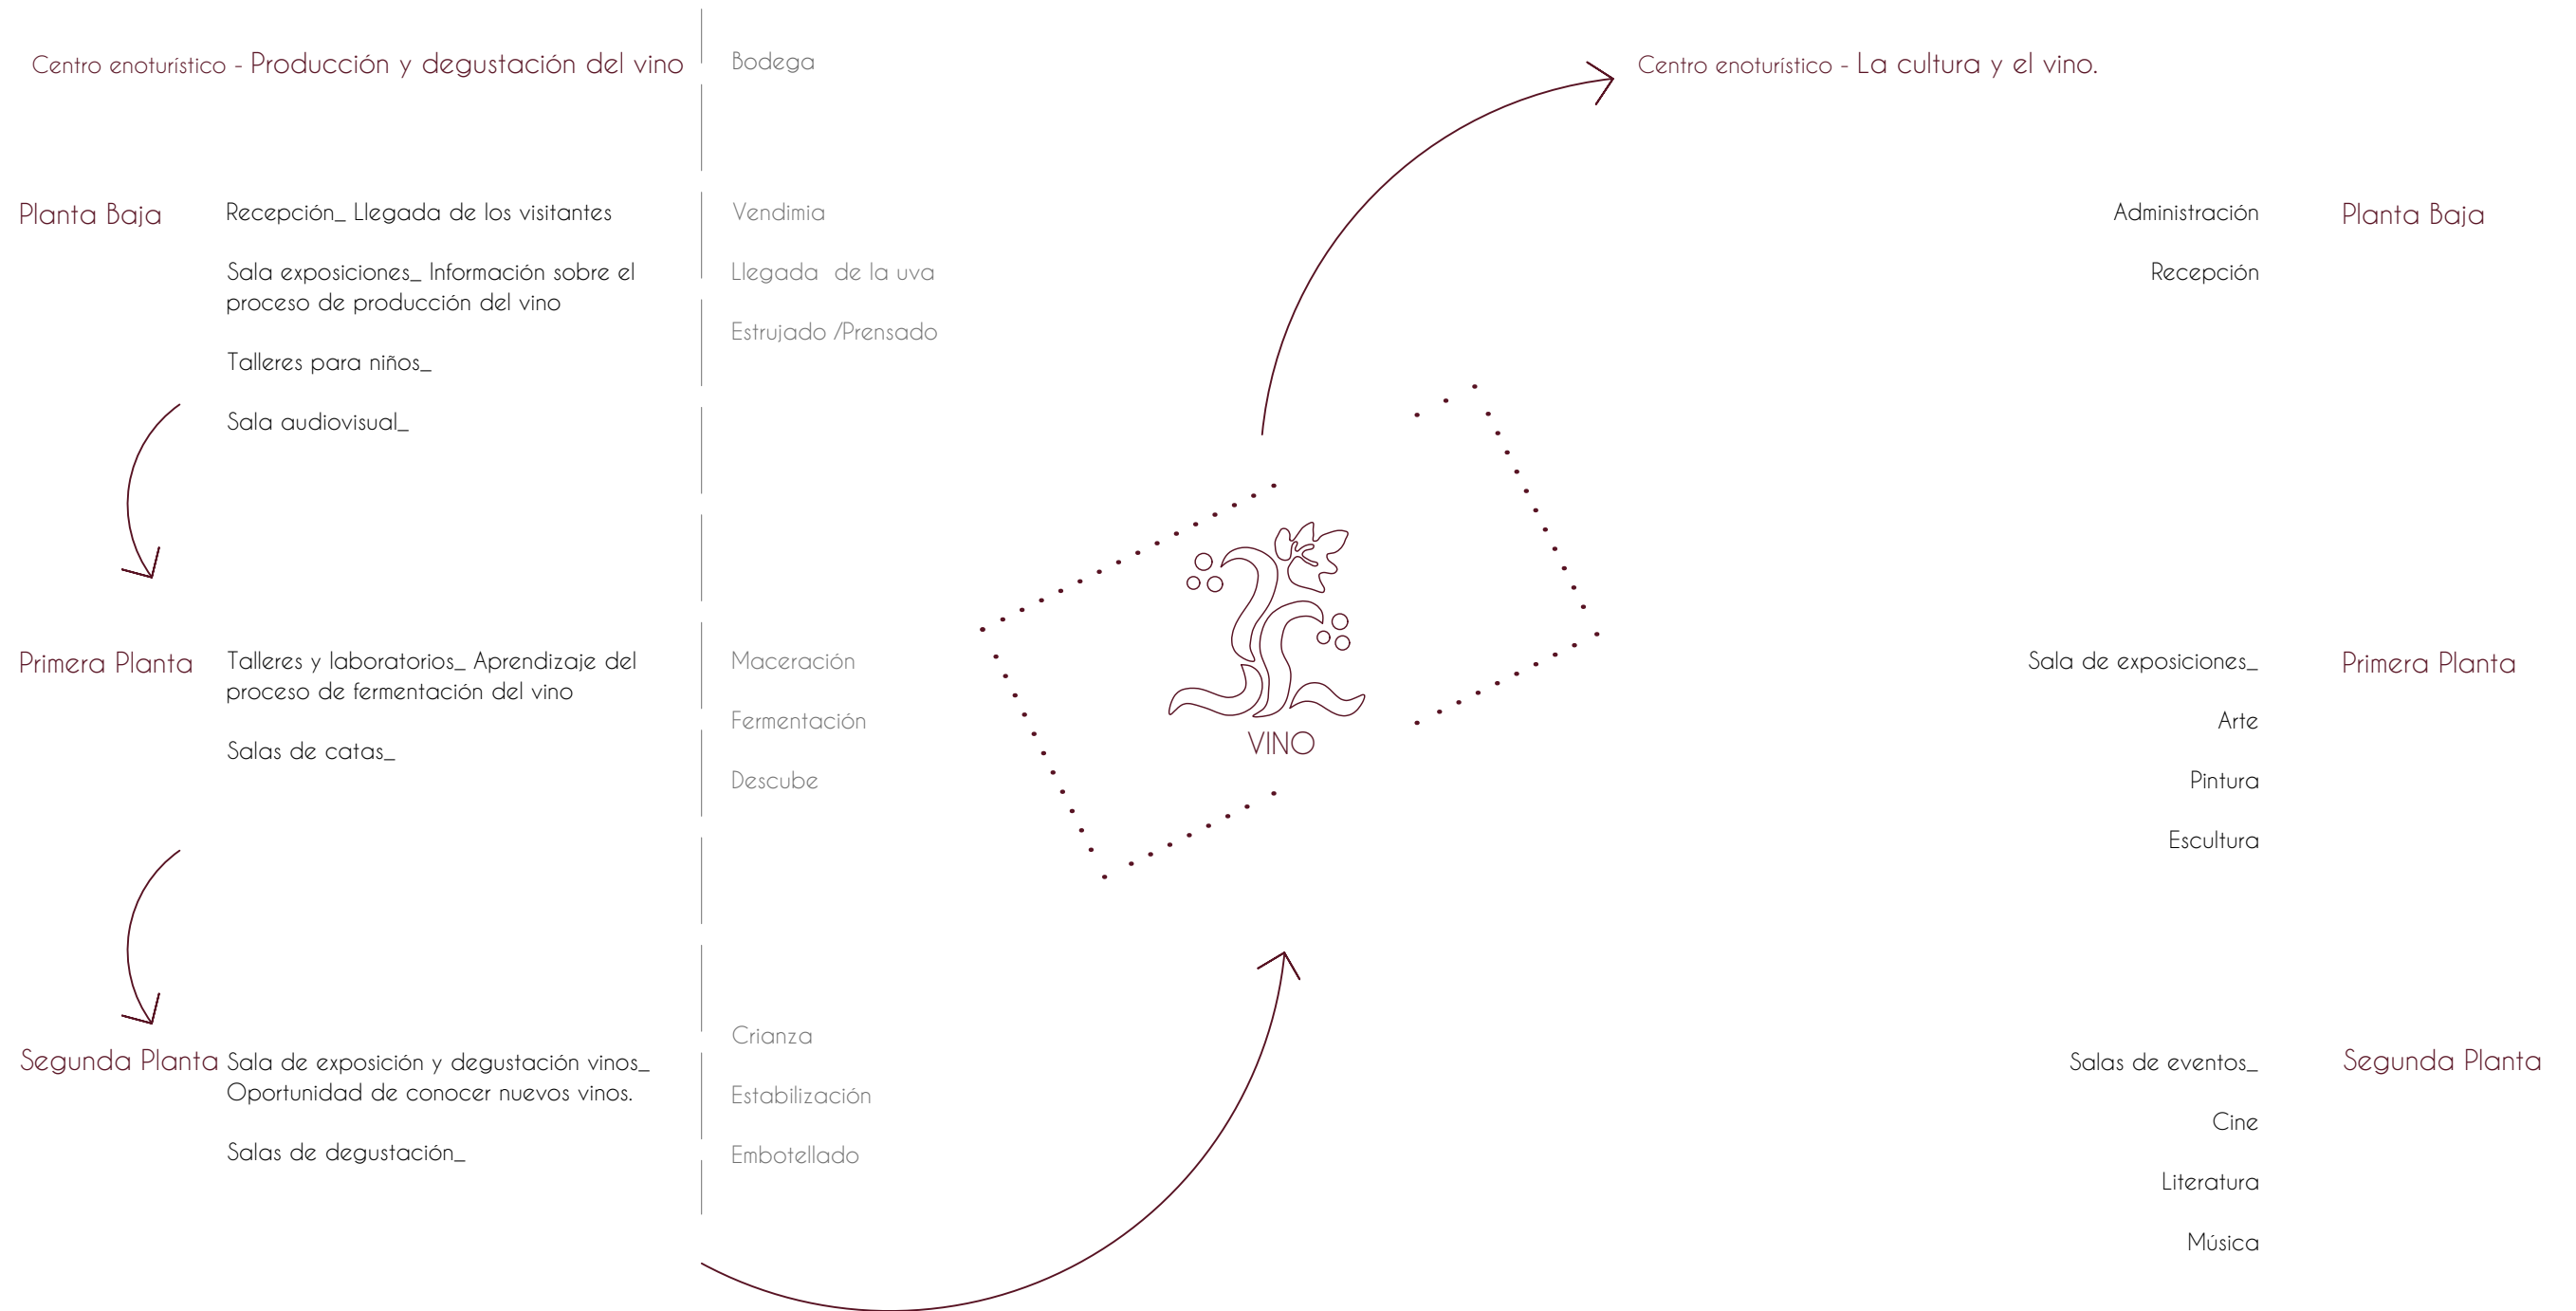 Centro enoturístico - Producción y degustación del vino
Planta Baja
Recepción_ Llegada de los visitantes
Sala exposiciones_ Información sobre el
proceso de producción del vino
Talleres para niños_
Sala audiovisual_
Primera Planta
Talleres y laboratorios_ Aprendizaje del
proceso de fermentación del vino
Salas de catas_
Segunda Planta
Sala de exposición y degustación vinos_
Oportunidad de conocer nuevos vinos.
Salas de degustación_
Bodega
Vendimia
Llegada de la uva
Estrujado /Prensado
Maceración
Fermentación
Descube
Crianza
Estabilización
Embotellado
VINO
Centro enoturístico - La cultura y el vino.
Administración
Recepción
Planta Baja
Sala de exposiciones_
Arte
Pintura
Escultura
Primera Planta
Salas de eventos_
Cine
Literatura
Música
Segunda Planta